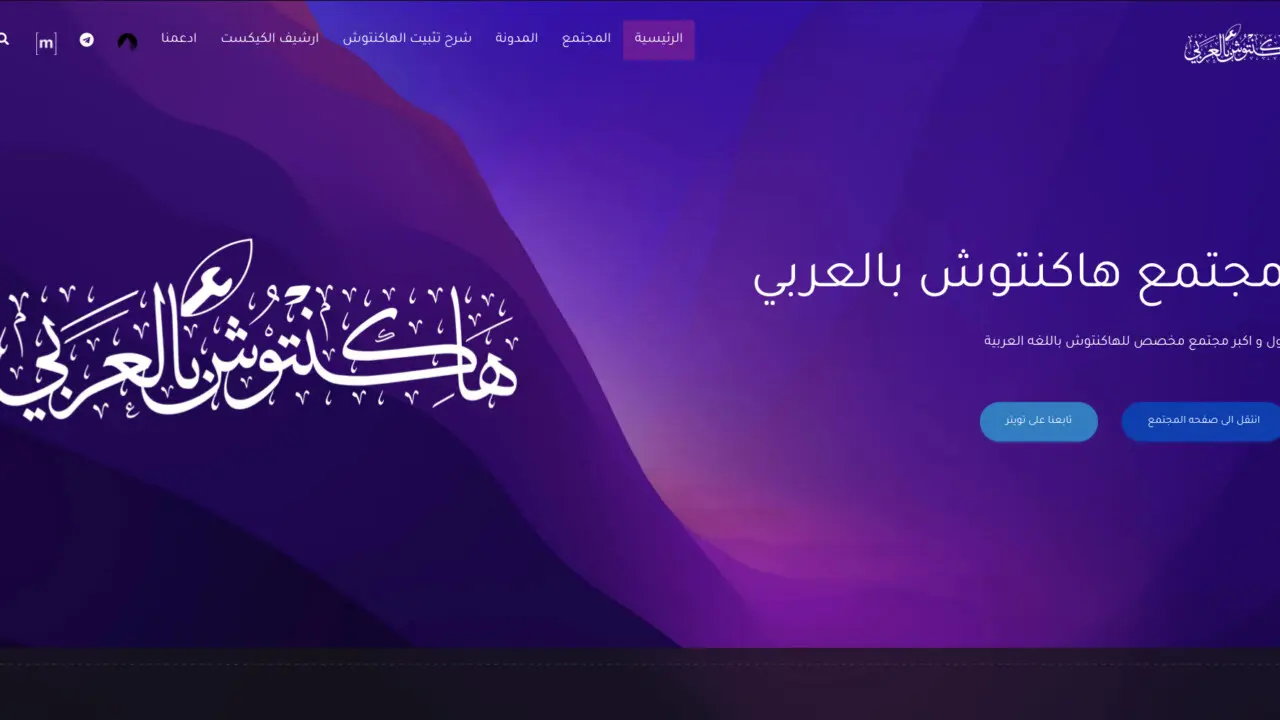 هاكنتوش بالعربي
الرئيسية
المجتمع
المدونة
شرح تثبيت الهاكنتوش
ارشيف الكيكست
ادعمنا
[m]
مجتمع هاكنتوش بالعربي
و اكبر مجتمع مخصص للهاكنتوش باللغه العربية
انتقل الى صفحه المجتمع
تابعنا على تويتر
هاكنتوش بالعربي